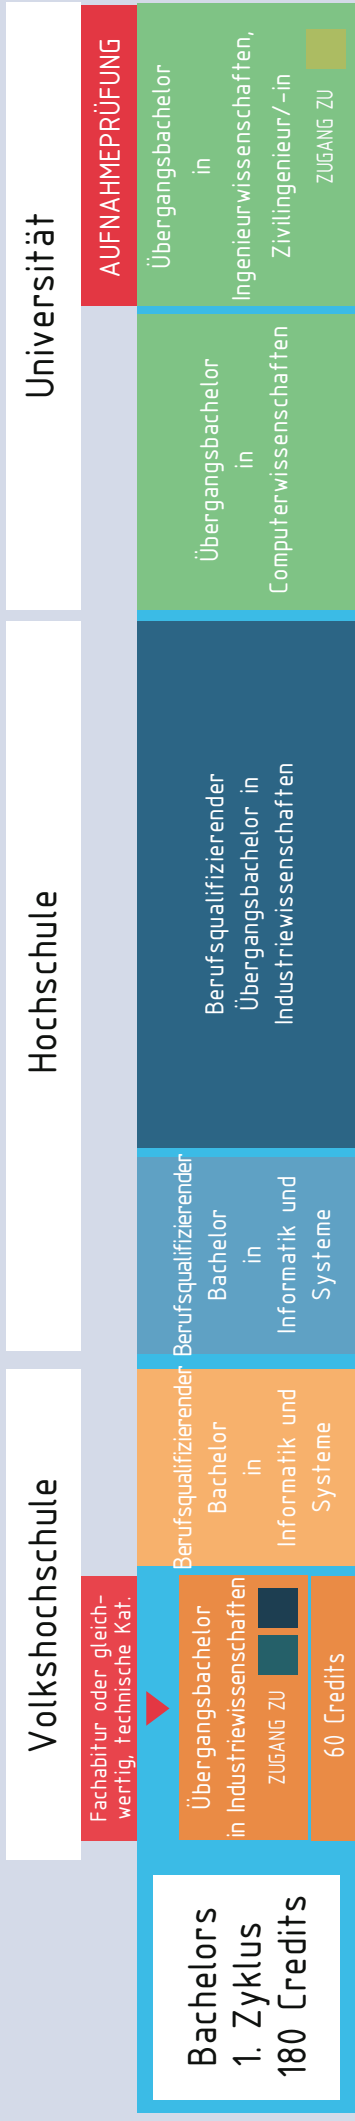 Bachelors
1. Zyklus
180 Credits
Volkshochschule
Fachabitur oder gleich-
wertig, technische Kat.
Übergangsbachelor
in Industriewissenschaften
ZUGANG ZU
60 Credits
Berufsqualifizierender
Bachelor
in
Informatik und
Systeme
Hochschule
Berufsqualifizierender
Bachelor
in
Informatik und
Systeme
Berufsqualifizierender
Übergangsbachelor in
Industriewissenschaften
Universität
Übergangsbachelor
in
Computerwissenschaften
AUFNAHMEPRÜFUNG
Übergangsbachelor
in
Ingenieurwissenschaften,
Zivilingenieur/-in
ZUGANG ZU